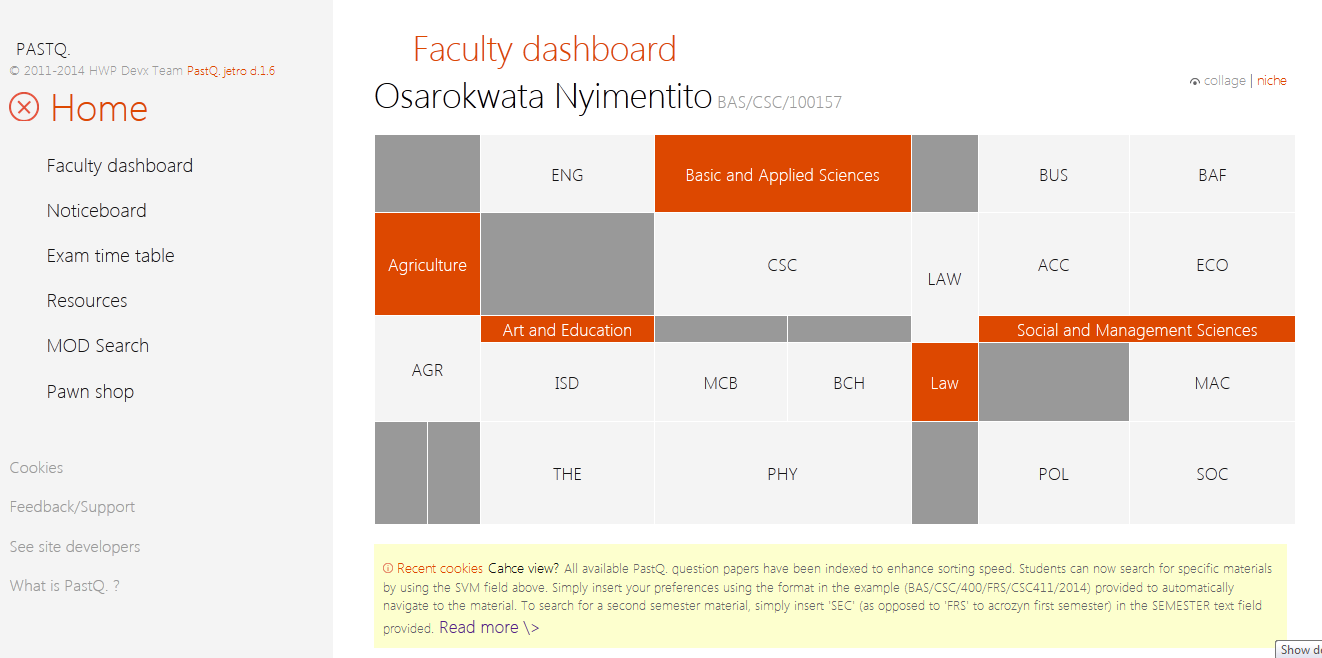 PASTQ.
© 2011-2014 HWP Devx Team PastQ. jetro d.1.6
Home
Faculty dashboard
Noticeboard
Exam time table
Resources
MOD Search
Pawn shop
Cookies
Feedback/Support
See site developers
What is PastQ. ?
Faculty dashboard
Osarokwata Nyimentito BAS/CSC/100157
collage | niche
ENG
Basic and Applied Sciences
BUS
BAF
Agriculture
CSC
LAW
ACC
ECO
Art and Education
Social and Management Sciences
AGR
ISD
MCB
BCH
Law
MAC
THE
PHY
POL
SOC
Recent cookies Cahce view? All available PastQ. question papers have been indexed to enhance sorting speed. Students can now search for specific materials
by using the SVM field above. Simply insert your preferences using the format in the example (BAS/CSC/400/FRS/CSC411/2014) provided to automatically
navigate to the material. To search for a second semester material, simply insert 'SEC' (as opposed to 'FRS' to acrozyn first semester) in the SEMESTER text field
provided. Read more \>
Show de